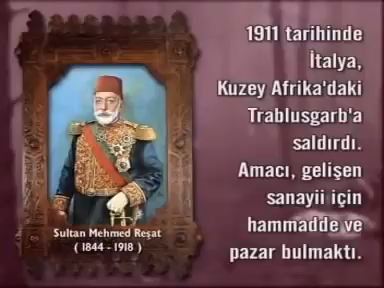 1911 tarihinde
İtalya,
Kuzey Afrika'daki
Trablusgarb'a
saldırdı.
Amacı, gelişen
sanayii için
hammadde ve
pazar bulmaktı.
Sultan Mehmed Reşat
( 1844 - 1918 )